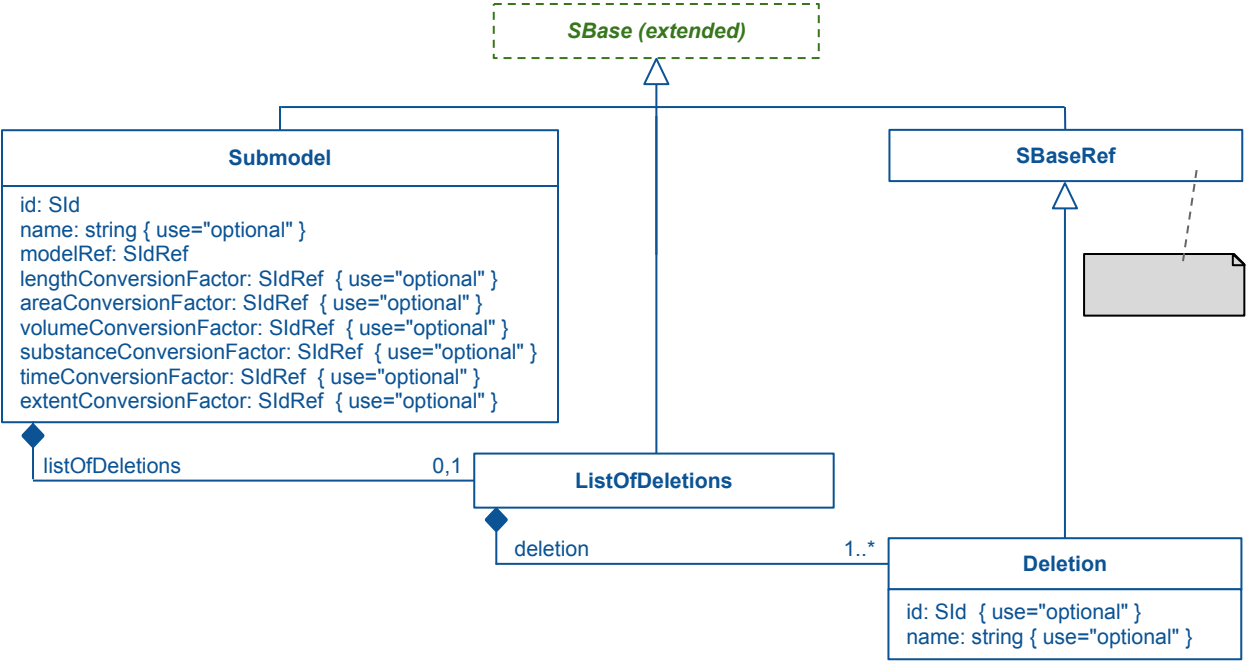 SBase (extended)
Submodel
id: SId
name: string { use="optional" }
modelRef: SIdRef
lengthConversionFactor: SIdRef { use="optional" }
areaConversionFactor: SIdRef { use="optional" }
volumeConversionFactor: SIdRef { use="optional" }
substanceConversionFactor: SIdRef { use="optional" }
timeConversionFactor: SIdRef { use="optional" }
extentConversionFactor: SIdRef { use="optional" }
SBaseRef
listOfDeletions 0,1
ListOfDeletions
deletion 1..*
Deletion
id: SId { use="optional" }
name: string { use="optional" }